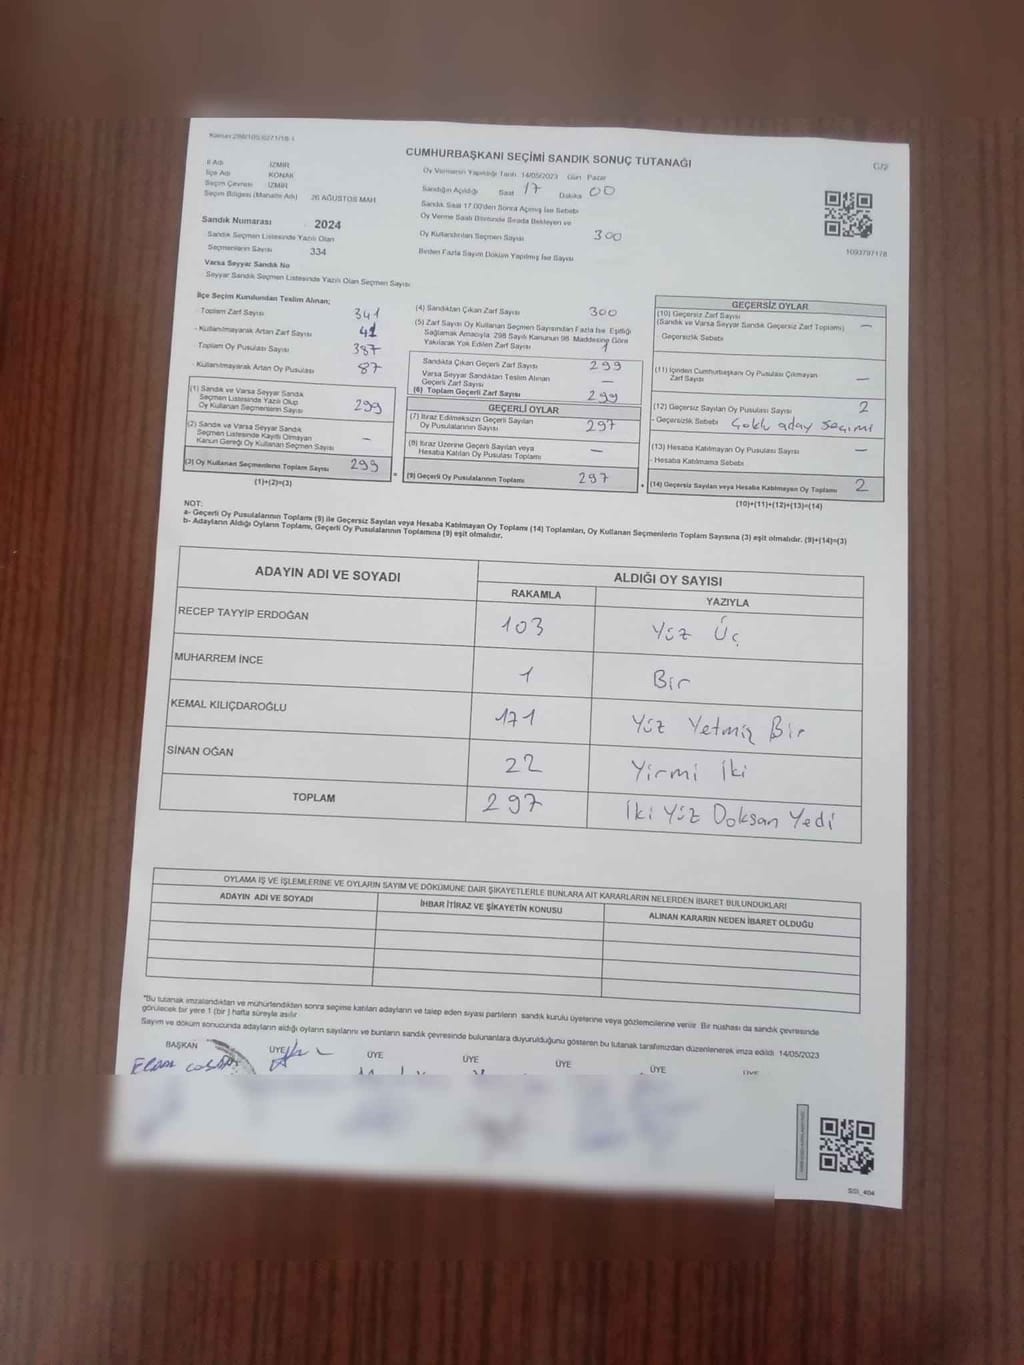 Kanun 298/105,6271/18-1
CUMHURBAŞKANI SEÇİMİ SANDIK SONUÇ TUTANAĞI
İl Adı İZMİR
İlçe Adı KONAK
Seçim Çevresi İZMİR
Seçim Bölgesi (Mahalle Adı) 26 AĞUSTOS MAH.
Sandık Numarası 2024
Sandık Seçmen Listesinde Yazılı Olan
Seçmenlerin Sayısı 334
Varsa Seyyar Sandık No
Seyyar Sandık Seçmen Listesinde Yazılı Olan Seçmen Sayısı
Oy Vermenin Yapıldığı Tarih 14/05/2023 Gün Pazar
Sandığın Açıldığı Saat 17 Dakika 00
Sandık Saat 17.00'den Sonra Açılmış İse Sebebi
Oy Verme Saati Bitiminde Sırada Bekleyen ve
Oy Kullandırılan Seçmen Sayısı 300
Birden Fazla Sayım Döküm Yapılmış İse Sayısı
1093797178
İlçe Seçim Kurulundan Teslim Alınan;
Toplam Zarf Sayısı 341
- Kullanılmayarak Artan Zarf Sayısı 41
Toplam Oy Pusulası Sayısı 387
- Kullanılmayarak Artan Oy Pusulası 87
(1) Sandık ve Varsa Seyyar Sandık
Seçmen Listesinde Yazılı Olup
Oy Kullanan Seçmenlerin Sayısı 299
(2) Sandık ve Varsa Seyyar Sandık
Seçmen Listesinde Kayıtlı Olmayan
Kanun Gereği Oy Kullanan Seçmen Sayısı –
(3) Oy Kullanan Seçmenlerin Toplam Sayısı 299
(1)+(2)=(3)
(4) Sandıktan Çıkan Zarf Sayısı 300
(5) Zarf Sayısı Oy Kullanan Seçmen Sayısından Fazla İse Eşitliği
Sağlamak Amacıyla, 298 Sayılı Kanunun 98. Maddesine Göre
Yakılarak Yok Edilen Zarf Sayısı 1
Sandıkta Çıkan Geçerli Zarf Sayısı 299
Varsa Seyyar Sandıktan Teslim Alınan
Geçerli Zarf Sayısı –
(6) Toplam Geçerli Zarf Sayısı 299
GEÇERLİ OYLAR
(7) İtiraz Edilmeksizin Geçerli Sayılan
Oy Pusulalarının Sayısı 297
(8) İtiraz Üzerine Geçerli Sayılan veya
Hesaba Katılan Oy Pusulası Toplamı –
(9) Geçerli Oy Pusulalarının Toplamı 297
GEÇERSİZ OYLAR
(10) Geçersiz Zarf Sayısı
(Sandık ve Varsa Seyyar Sandık Geçersiz Zarf Toplamı) –
Geçersizlik Sebebi
(11) İçinden Cumhurbaşkanı Oy Pusulası Çıkmayan
Zarf Sayısı –
(12) Geçersiz Sayılan Oy Pusulası Sayısı 2
- Geçersizlik Sebebi Çoklu aday seçimi
(13) Hesaba Katılmayan Oy Pusulası Sayısı –
- Hesaba Katılmama Sebebi
(14) Geçersiz Sayılan veya Hesaba Katılmayan Oy Toplamı 2
(10)+(11)+(12)+(13)=(14)
NOT:
a- Geçerli Oy Pusulalarının Toplamı (9) ile Geçersiz Sayılan veya Hesaba Katılmayan Oy Toplamı (14) Toplamları, Oy Kullanan Seçmenlerin Toplam Sayısına (3) eşit olmalıdır. (9)+(14)=(3)
b- Adayların Aldığı Oyların Toplamı, Geçerli Oy Pusulalarının Toplamına (9) eşit olmalıdır.
ADAYIN ADI VE SOYADI ALDIĞI OY SAYISI
RAKAMLA YAZIYLA
RECEP TAYYİP ERDOĞAN 103 Yüz Üç
MUHARREM İNCE 1 Bir
KEMAL KILIÇDAROĞLU 171 Yüz Yetmiş Bir
SİNAN OĞAN 22 Yirmi İki
TOPLAM 297 İki Yüz Doksan Yedi
OYLAMA İŞ VE İŞLEMLERİNE VE OYLARIN SAYIM VE DÖKÜMÜNE DAİR ŞİKAYETLERLE BUNLARA AİT KARARLARIN NELERDEN İBARET BULUNDUKLARI
ADAYIN ADI VE SOYADI İHBAR İTİRAZ VE ŞİKAYETİN KONUSU ALINAN KARARIN NEDEN İBARET OLDUĞU
*Bu tutanak imzalandıktan ve mühürlendikten sonra seçime katılan adayların ve talep eden siyasi partilerin sandık kurulu üyelerine veya gözlemcilerine verilir. Bir nüshası da sandık çevresinde
görülecek bir yere 1 (bir) hafta süreyle asılır
Sayım ve döküm sonucunda adayların aldığı oyların sayılarını ve bunların sandık çevresinde bulunanlara duyurulduğunu gösteren bu tutanak tarafımızdan düzenlenerek imza edildi 14/05/2023
BAŞKAN ÜYE ÜYE ÜYE ÜYE ÜYE ÜYE